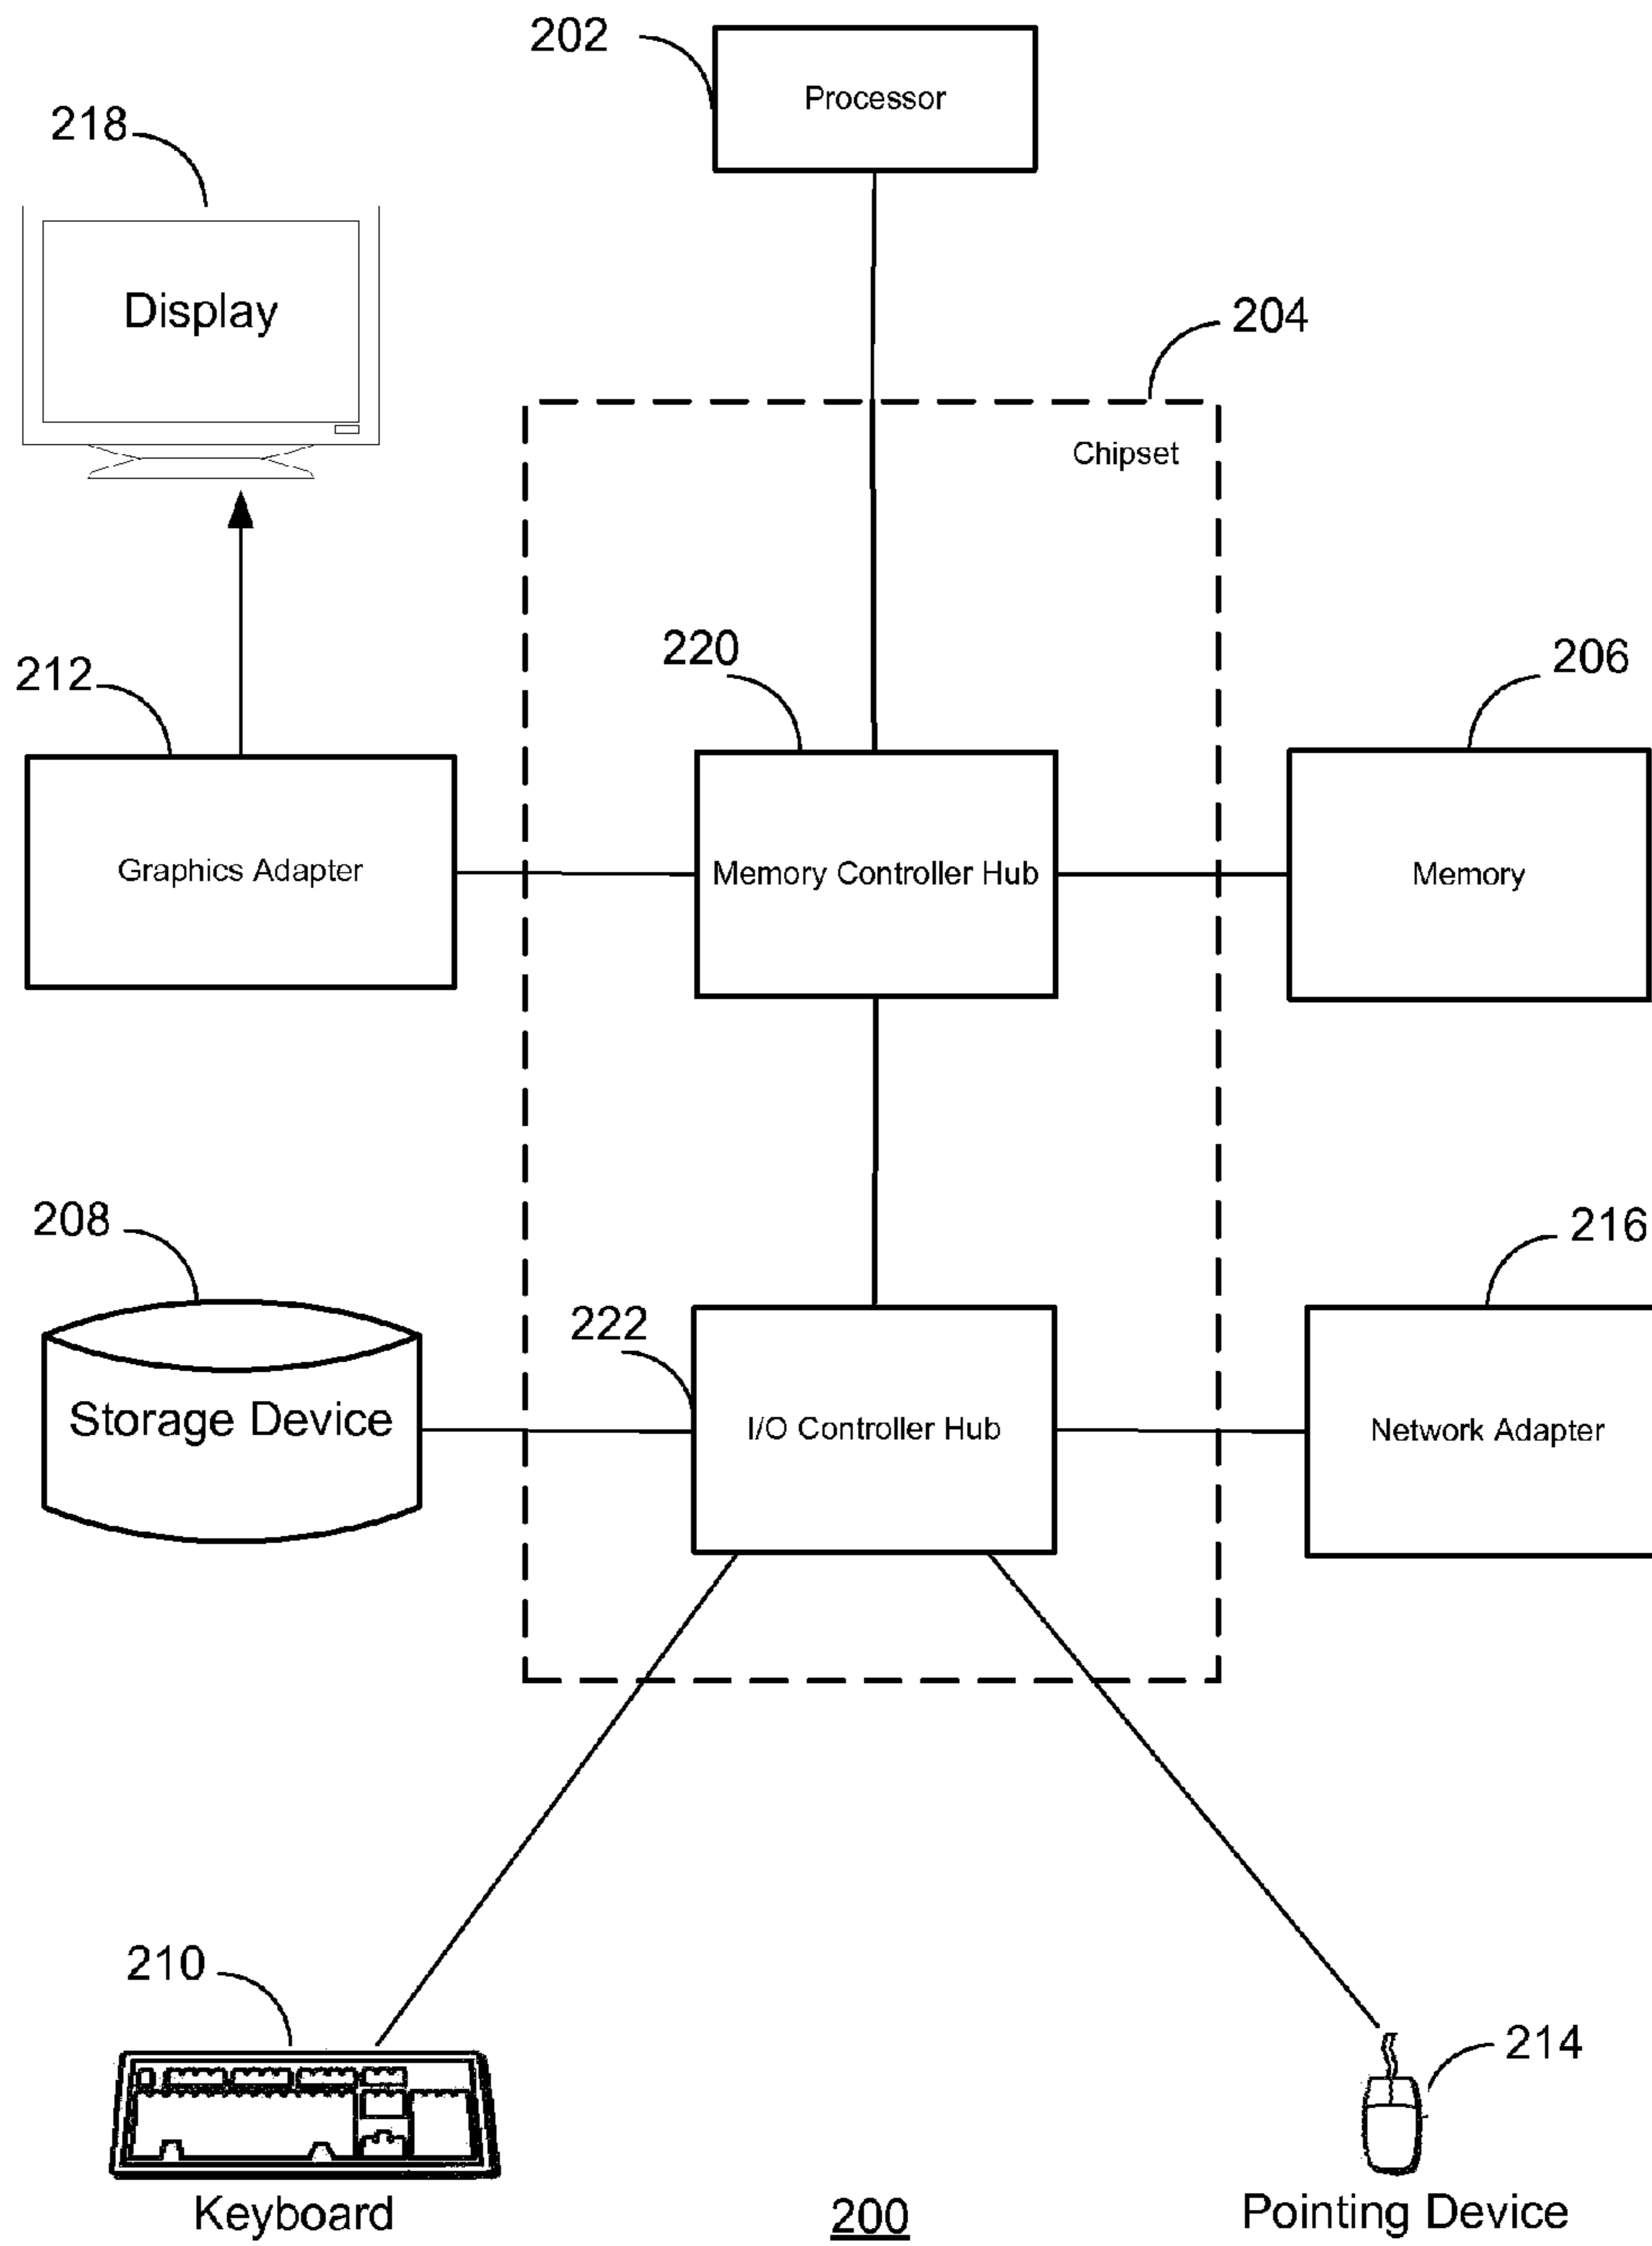 202
Processor
218
Display
204
Chipset
220
206
212
Graphics Adapter
Memory Controller Hub
Memory
208
216
222
Storage Device
I/O Controller Hub
Network Adapter
210
214
Keyboard
200
Pointing Device